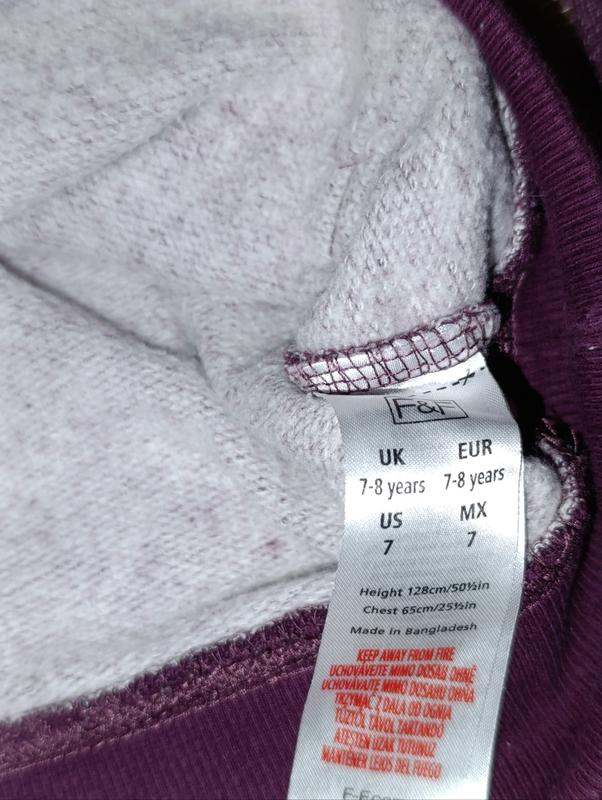 F&F
UK EUR
7-8 years 7-8 years
US MX
7 7
Height 128cm/50½in
Chest 65cm/25½in
Made in Bangladesh
KEEP AWAY FROM FIRE
UCHOVÁVEJTE MIMO DOSAH OHNĚ
UCHOVÁVAJTE MIMO DOSAHU OHŇA
TRZYMAĆ Z DALA OD OGNIA
TŰZTŐL TÁVOL TARTANDÓ
ATEŞTEN UZAK TUTUNUZ
MANTENER LEJOS DEL FUEGO